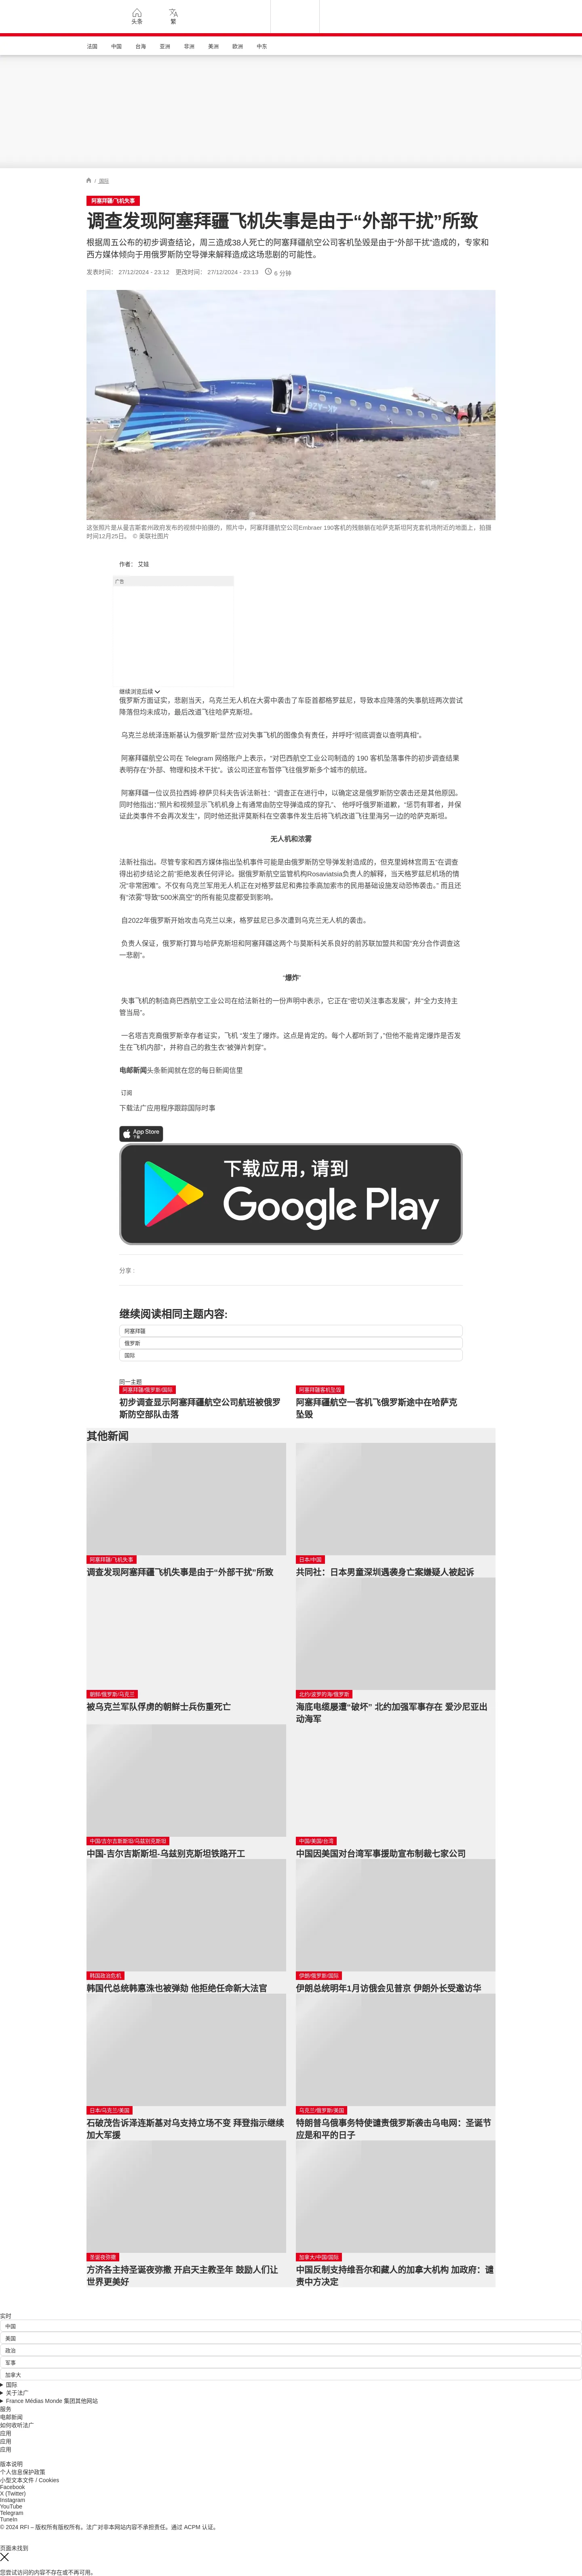 头条
繁
法国
中国
台海
亚洲
非洲
美洲
欧洲
中东
/ 国际
阿塞拜疆/飞机失事
调查发现阿塞拜疆飞机失事是由于“外部干扰”所致
根据周五公布的初步调查结论，周三造成38人死亡的阿塞拜疆航空公司客机坠毁是由于“外部干扰”造成的，专家和
西方媒体倾向于用俄罗斯防空导弹来解释造成这场悲剧的可能性。
发表时间： 27/12/2024 - 23:12 更改时间： 27/12/2024 - 23:13 6 分钟
这张照片是从曼吉斯套州政府发布的视频中拍摄的，照片中，阿塞拜疆航空公司Embraer 190客机的残骸躺在哈萨克斯坦阿克套机场附近的地面上，拍摄
时间12月25日。 © 美联社图片
作者： 艾娃
广告
继续浏览后续
俄罗斯方面证实，悲剧当天，乌克兰无人机在大雾中袭击了车臣首都格罗兹尼，导致本应降落的失事航班两次尝试
降落但均未成功，最后改道飞往哈萨克斯坦。
乌克兰总统泽连斯基认为俄罗斯“显然”应对失事飞机的图像负有责任，并呼吁“彻底调查以查明真相”。
阿塞拜疆航空公司在 Telegram 网络账户上表示，“对巴西航空工业公司制造的 190 客机坠落事件的初步调查结果
表明存在”外部、物理和技术干扰”。该公司还宣布暂停飞往俄罗斯多个城市的航班。
阿塞拜疆一位议员拉西姆·穆萨贝科夫告诉法新社：“调查正在进行中，以确定这是俄罗斯防空袭击还是其他原因。
同时他指出:“照片和视频显示飞机机身上有通常由防空导弹造成的穿孔”、 他呼吁俄罗斯道歉，“惩罚有罪者，并保
证此类事件不会再次发生”，同时他还批评莫斯科在空袭事件发生后将飞机改道飞往里海另一边的哈萨克斯坦。
无人机和浓雾
法新社指出。尽管专家和西方媒体指出坠机事件可能是由俄罗斯防空导弹发射造成的，但克里姆林宫周五“在调查
得出初步结论之前”拒绝发表任何评论。据俄罗斯航空监管机构Rosaviatsia负责人的解释，当天格罗兹尼机场的情
况“非常困难”。不仅有乌克兰军用无人机正在对格罗兹尼和弗拉季高加索市的民用基础设施发动恐怖袭击。” 而且还
有“浓雾”导致“500米高空”的所有能见度都受到影响。
自2022年俄罗斯开始攻击乌克兰以来，格罗兹尼已多次遭到乌克兰无人机的袭击。
负责人保证，俄罗斯打算与哈萨克斯坦和阿塞拜疆这两个与莫斯科关系良好的前苏联加盟共和国“充分合作调查这
一悲剧”。
“爆炸”
失事飞机的制造商巴西航空工业公司在给法新社的一份声明中表示，它正在“密切关注事态发展”，并“全力支持主
管当局”。
一名塔吉克裔俄罗斯幸存者证实，飞机 “发生了爆炸。这点是肯定的。每个人都听到了，”但他不能肯定爆炸是否发
生在飞机内部”，并称自己的救生衣“被弹片刺穿”。
电邮新闻头条新闻就在您的每日新闻信里
订阅
下载法广应用程序跟踪国际时事
App Store
下载
下载应用，请到
Google Play
分享 :
继续阅读相同主题内容:
阿塞拜疆
俄罗斯
国际
同一主题
阿塞拜疆/俄罗斯/国际
初步调查显示阿塞拜疆航空公司航班被俄罗
斯防空部队击落
阿塞拜疆客机坠毁
阿塞拜疆航空一客机飞俄罗斯途中在哈萨克
坠毁
其他新闻
阿塞拜疆/飞机失事
调查发现阿塞拜疆飞机失事是由于“外部干扰”所致
日本/中国
共同社：日本男童深圳遇袭身亡案嫌疑人被起诉
朝鲜/俄罗斯/乌克兰
被乌克兰军队俘虏的朝鲜士兵伤重死亡
北约/波罗的海/俄罗斯
海底电缆屡遭“破坏” 北约加强军事存在 爱沙尼亚出
动海军
中国/吉尔吉斯斯坦/乌兹别克斯坦
中国-吉尔吉斯斯坦-乌兹别克斯坦铁路开工
中国/美国/台湾
中国因美国对台湾军事援助宣布制裁七家公司
韩国政治危机
韩国代总统韩悳洙也被弹劾 他拒绝任命新大法官
伊朗/俄罗斯/国际
伊朗总统明年1月访俄会见普京 伊朗外长受邀访华
日本/乌克兰/美国
石破茂告诉泽连斯基对乌支持立场不变 拜登指示继续
加大军援
乌克兰/俄罗斯/美国
特朗普乌俄事务特使谴责俄罗斯袭击乌电网：圣诞节
应是和平的日子
圣诞夜弥撒
方济各主持圣诞夜弥撒 开启天主教圣年 鼓励人们让
世界更美好
加拿大/中国/国际
中国反制支持维吾尔和藏人的加拿大机构 加政府：谴
责中方决定
实时
中国
美国
政治
军事
加拿大
国际
关于法广
France Médias Monde 集团其他网站
服务
电邮新闻
如何收听法广
应用
应用
应用
版本说明
个人信息保护政策
小型文本文件 / Cookies
Facebook
X (Twitter)
Instagram
YouTube
Telegram
TuneIn
© 2024 RFI – 版权所有版权所有。法广对非本网站内容不承担责任。通过 ACPM 认证。
页面未找到
您尝试访问的内容不存在或不再可用。